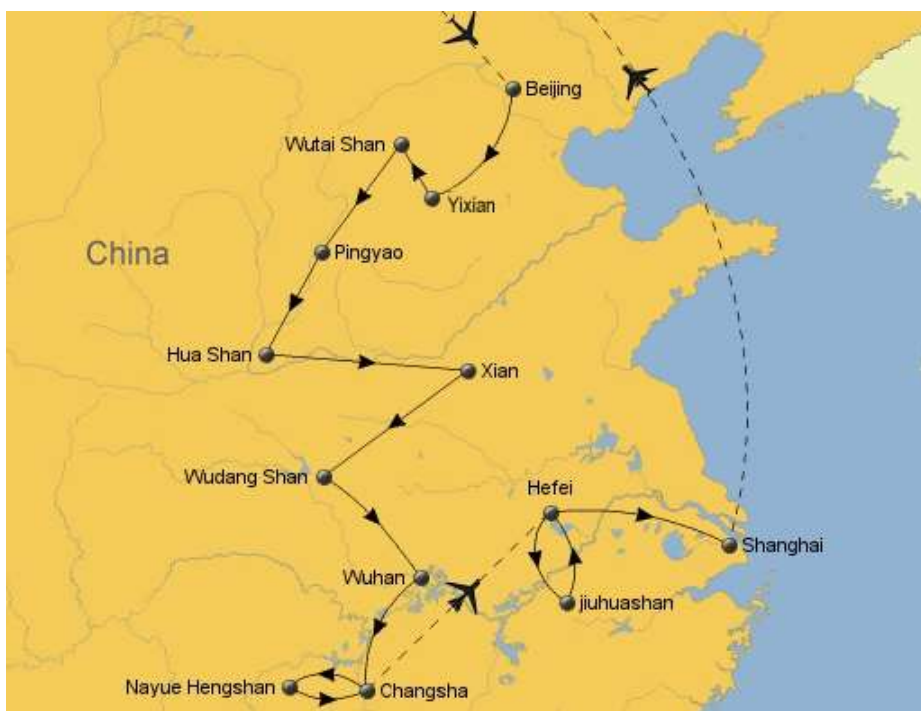 Beijing
Wutai Shan
Yixian
China
Pingyao
Hua Shan
Xian
Wudang Shan
Hefei
Shanghai
Wuhan
jiuhuashan
Nayue Hengshan
Changsha